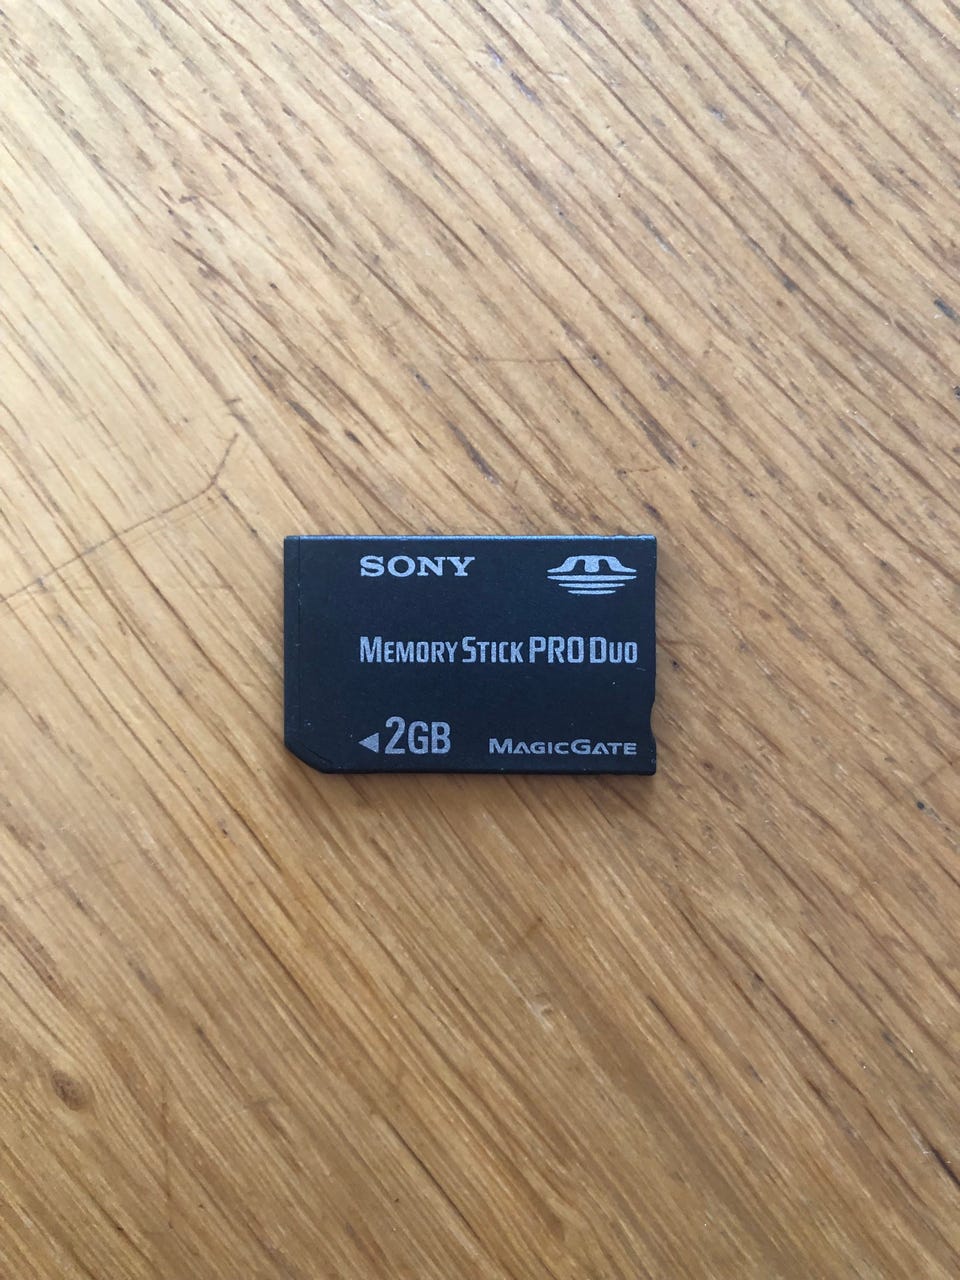 SONY
MEMORY STICK PRO DUO
◄2GB MAGICGATE